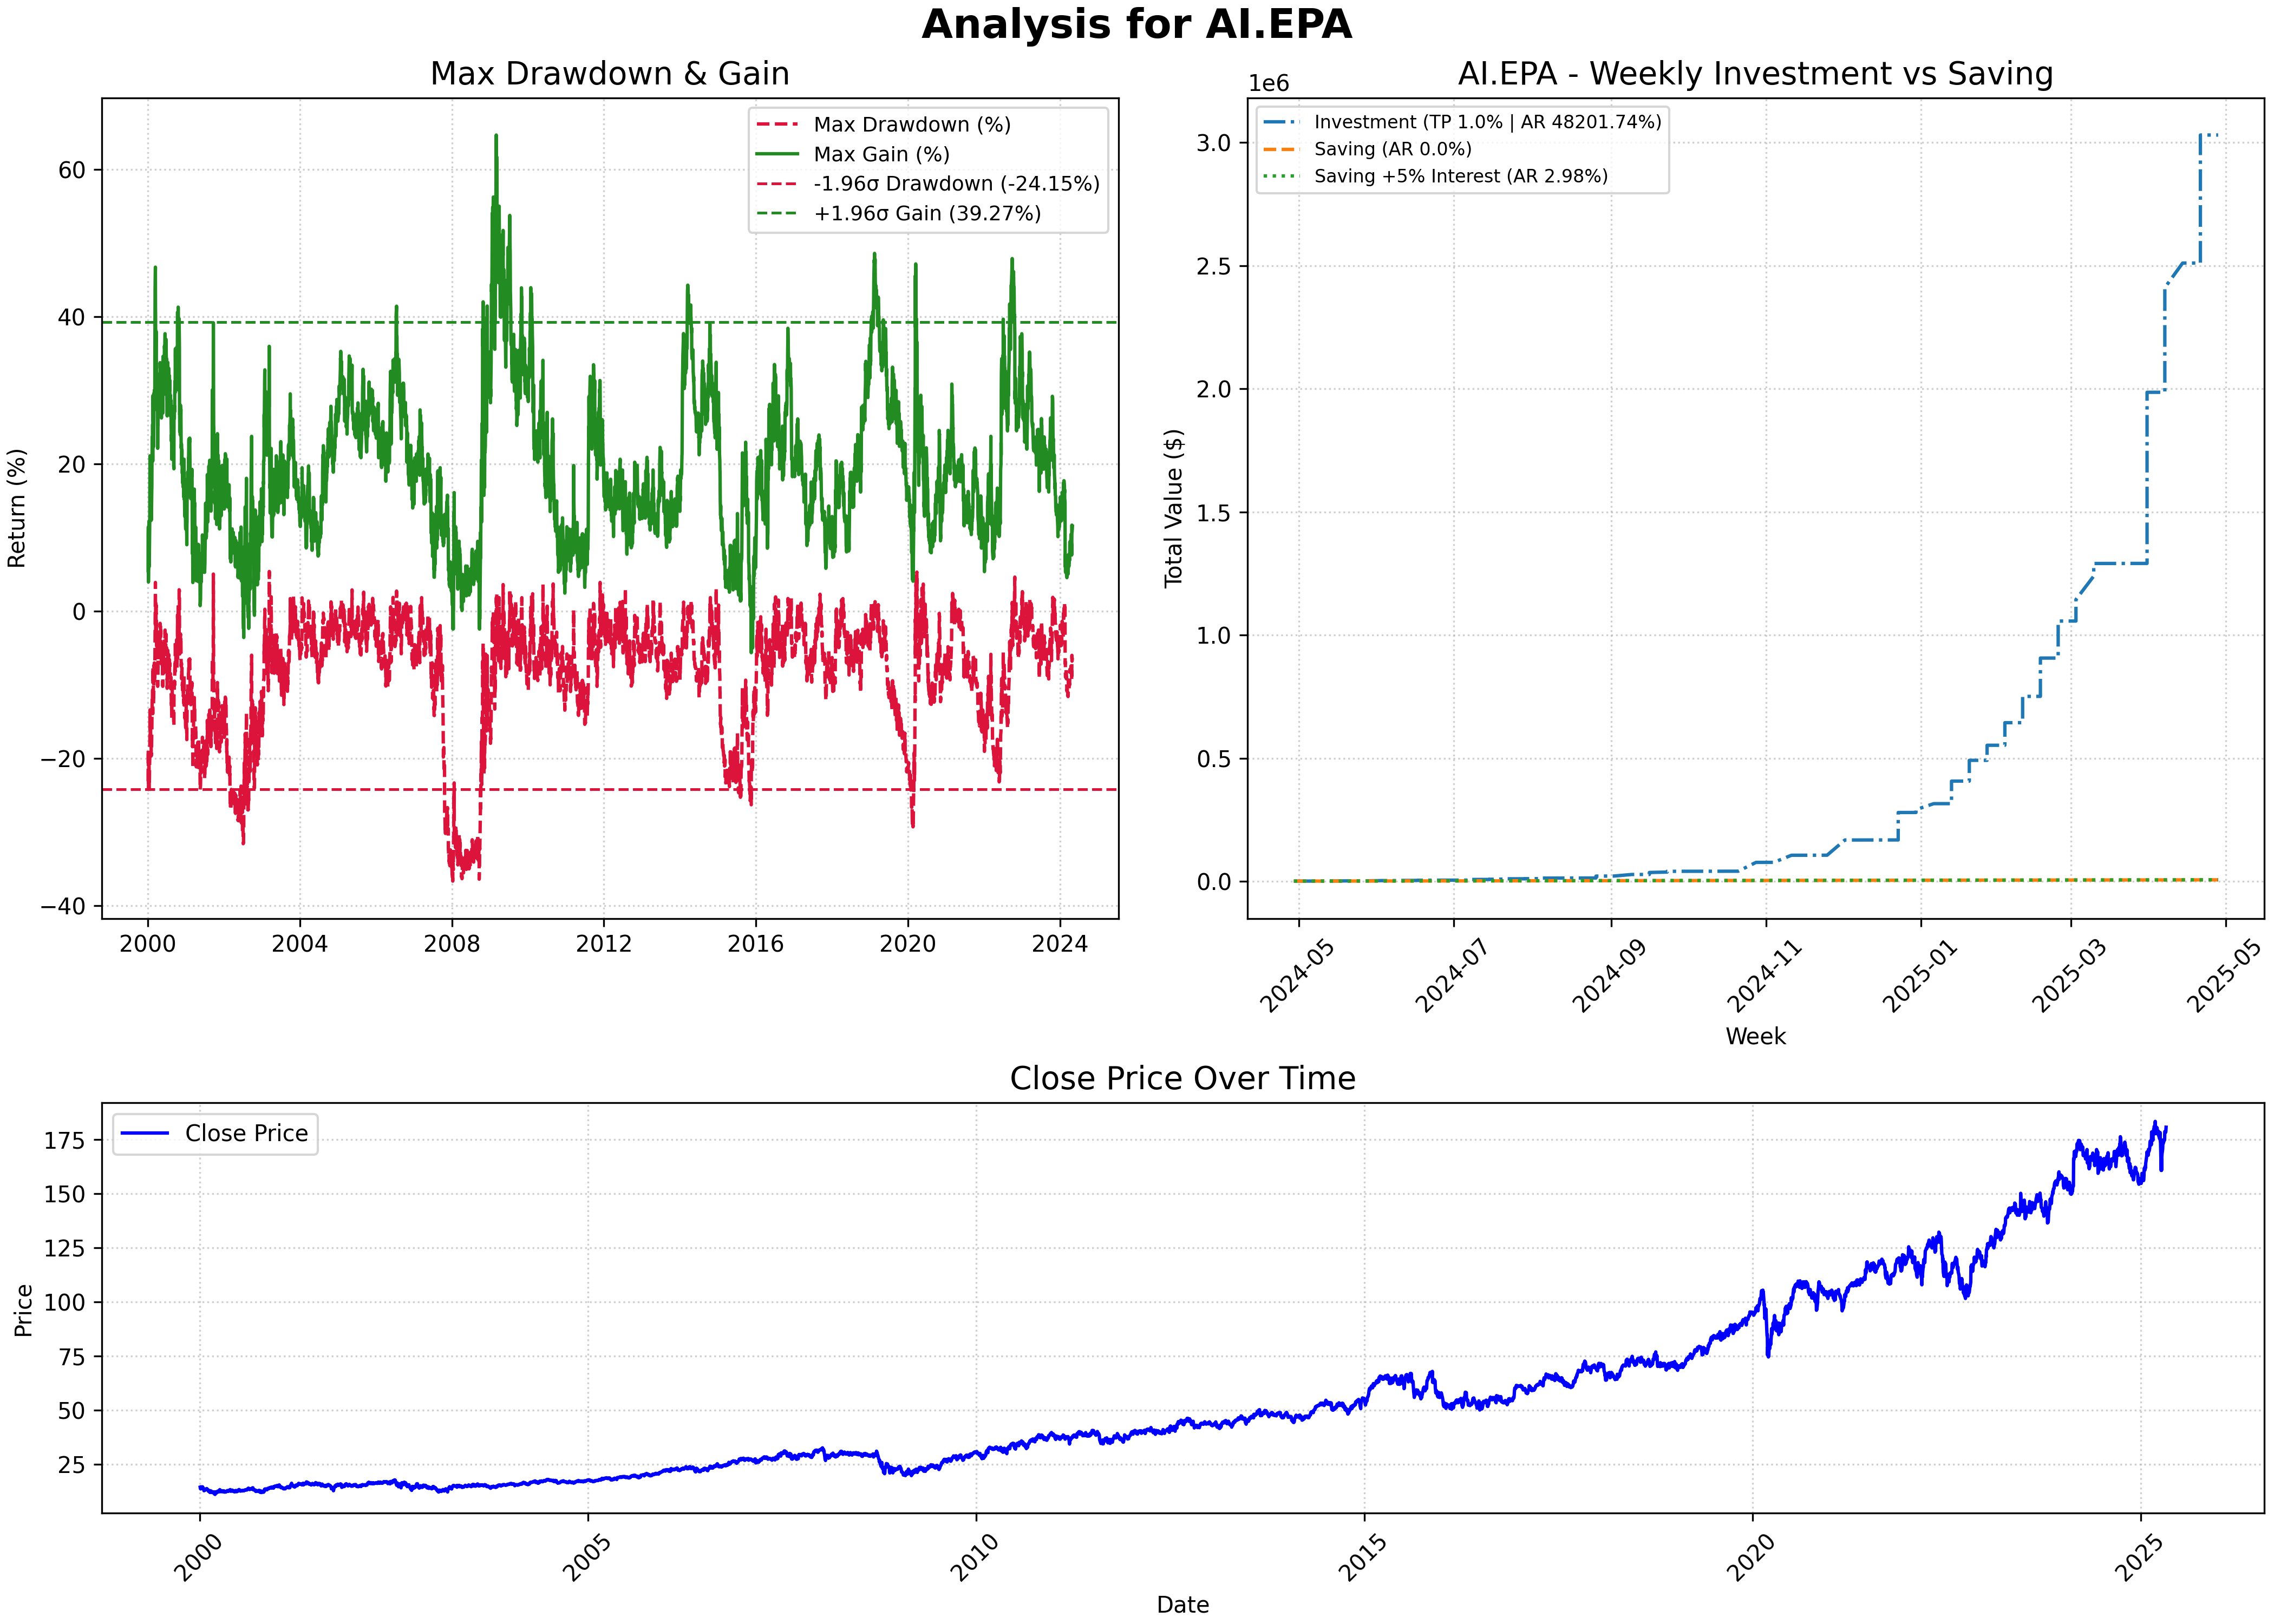 Analysis for AI.EPA
Max Drawdown & Gain
Return (%)
60
40
20
0
−20
−40
2000
2004
2008
2012
2016
2020
2024
Max Drawdown (%)
Max Gain (%)
-1.96σ Drawdown (-24.15%)
+1.96σ Gain (39.27%)
AI.EPA - Weekly Investment vs Saving
1e6
Total Value ($)
3.0
2.5
2.0
1.5
1.0
0.5
0.0
Investment (TP 1.0% | AR 48201.74%)
Saving (AR 0.0%)
Saving +5% Interest (AR 2.98%)
2024-05
2024-07
2024-09
2024-11
2025-01
2025-03
2025-05
Week
Close Price Over Time
Price
175
150
125
100
75
50
25
Close Price
2000
2005
2010
2015
2020
2025
Date